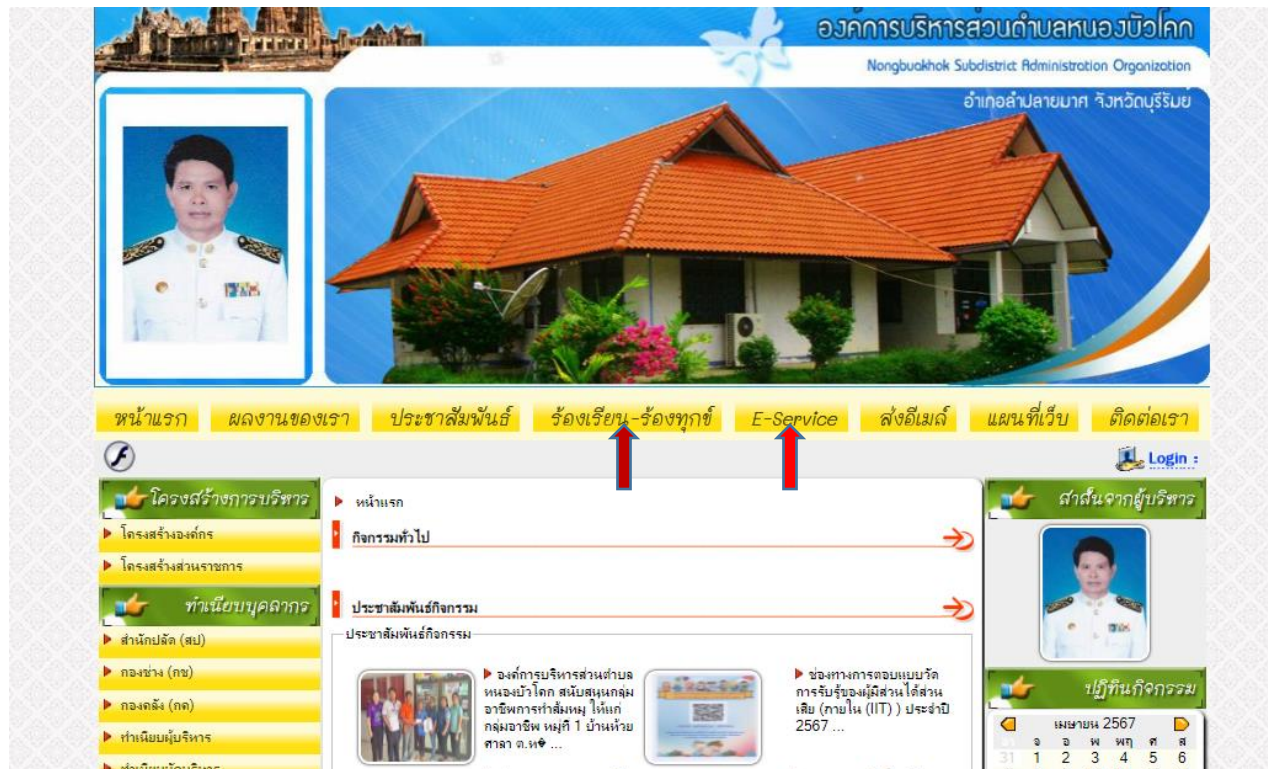 องค์การบริหารส่วนตำบลหนองบัวโคก
Nongbuakhok Subdistrict Administration Organization
อำเภอลำปลายมาศ จังหวัดบุรีรัมย์
หน้าแรก ผลงานของเรา ประชาสัมพันธ์ ร้องเรียน-ร้องทุกข์ E-Service ส่งอีเมล์ แผนที่เว็บ ติดต่อเรา
Login :
โครงสร้างการบริหาร
โครงสร้างองค์กร
โครงสร้างส่วนราชการ
ทำเนียบบุคลากร
สำนักปลัด (สป)
กองช่าง (กช)
กองคลัง (กค)
ทำเนียบผู้บริหาร
หน้าแรก
กิจกรรมทั่วไป
ประชาสัมพันธ์กิจกรรม
ประชาสัมพันธ์กิจกรรม
องค์การบริหารส่วนตำบล
หนองบัวโคก สนับสนุนกลุ่ม
อาชีพการทำส้มหมู ให้แก่
กลุ่มอาชีพ หมู่ที่ 1 บ้านห้วย
ศาลา ต.ห� ...
ช่องทางการตอบแบบวัด
การรับรู้ของผู้มีส่วนได้ส่วน
เสีย (ภายใน (IIT) ) ประจำปี
2567 ...
สาส์นจากผู้บริหาร
ปฏิทินกิจกรรม
เมษายน 2567
จ อ พ พฤ ศ ส
31 1 2 3 4 5 6